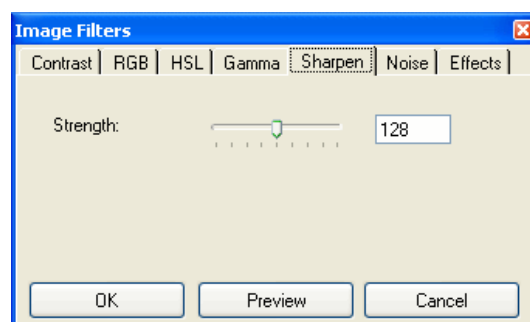 Image Filters
Contrast RGB HSL Gamma Sharpen Noise Effects
Strength: 128
OK Preview Cancel